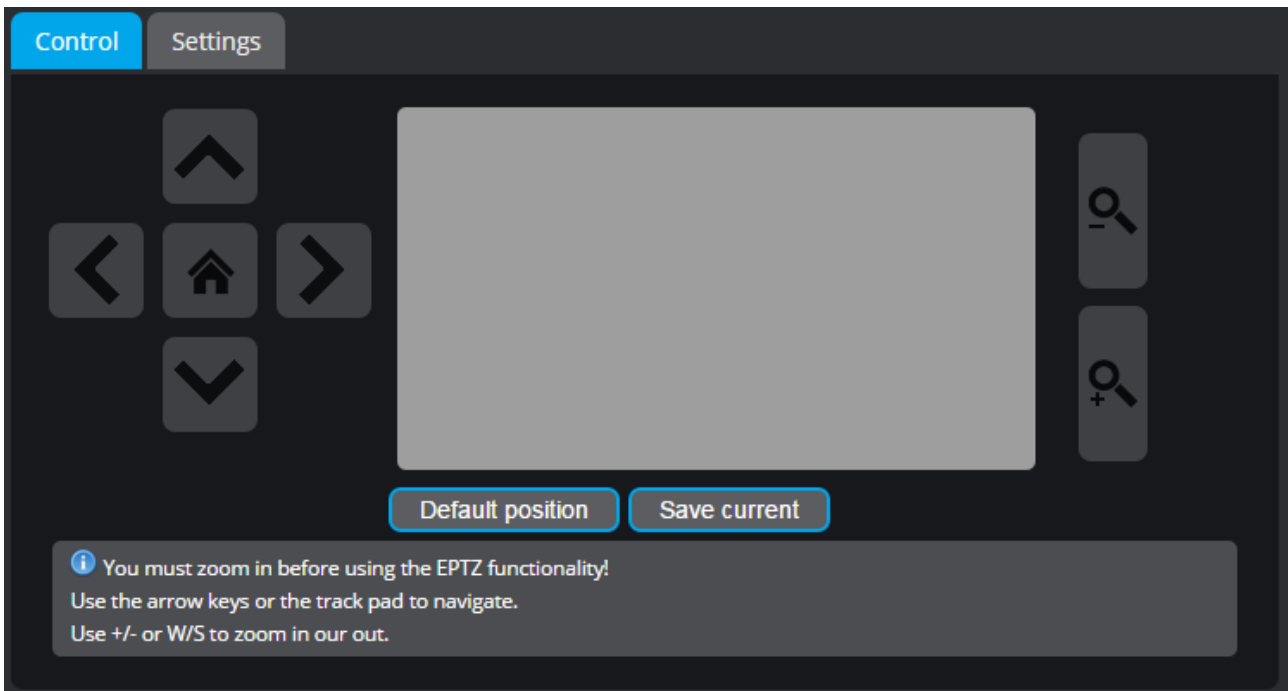 Control
Settings
Default position
Save current
You must zoom in before using the EPTZ functionality!
Use the arrow keys or the track pad to navigate.
Use +/- or W/S to zoom in our out.